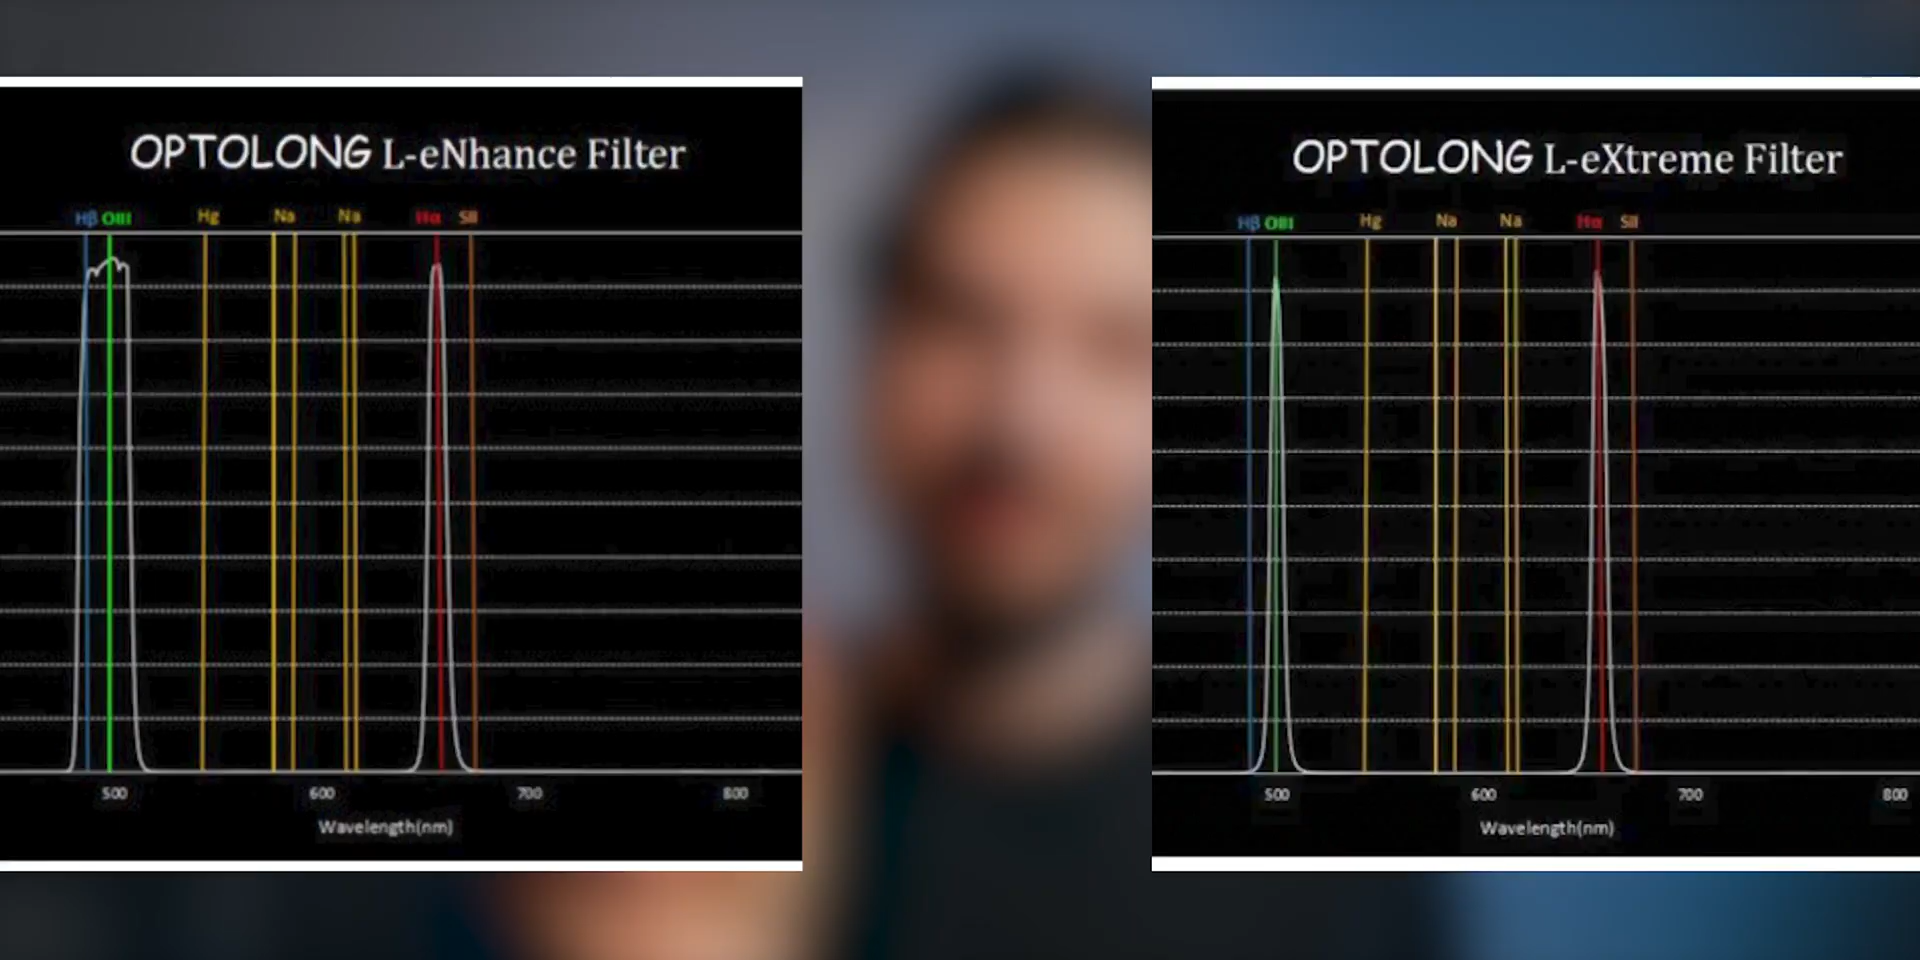 OPTOLONG L-eNhance Filter
Hβ OIII Hg Na Na Hα SII
500 600 700 800
Wavelength(nm)
OPTOLONG L-eXtreme Filter
Hβ OIII Hg Na Na Hα SII
500 600 700 800
Wavelength(nm)